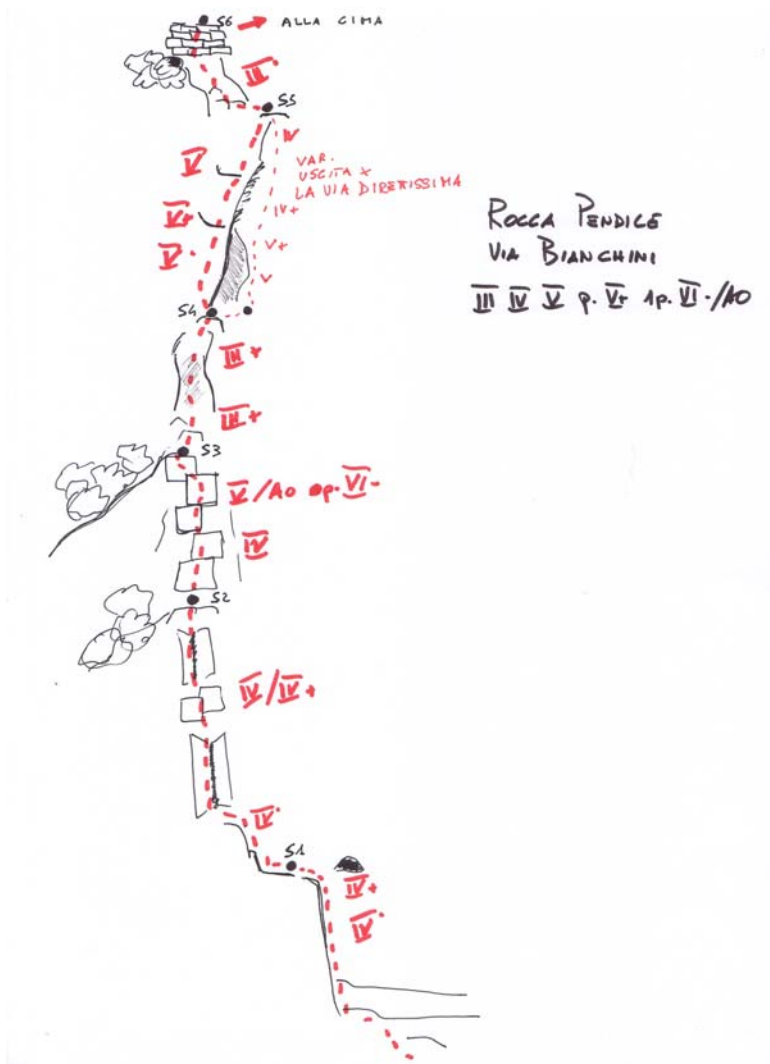 S6 → ALLA CIMA
III-
S5
IV
V
VAR.
USCITA X
LA VIA DIRETISSIMA
IV+
V+
V+
V-
V
S4
ROCCA PENDICE
VIA BIANCHINI
III IV V p. V+ 1p. VI-/A0
III+
III+
S3
V/A0 op. VI-
IV
S2
IV/IV+
IV-
S1
IV+
IV-